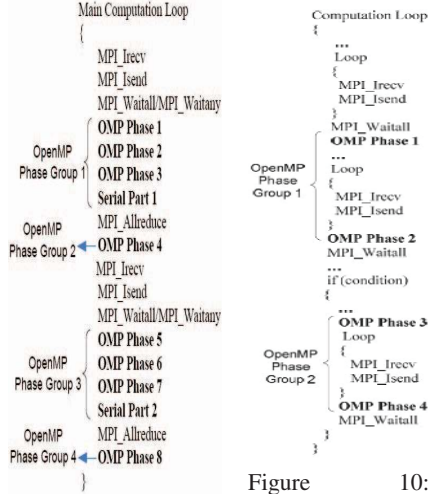 Main Computation Loop
{
MPI_Irecv
MPI_Isend
MPI_Waitall/MPI_Waitany
OMP Phase 1
OMP Phase 2
OMP Phase 3
Serial Part 1
OpenMP
Phase Group 1
MPI_Allreduce
OMP Phase 4
OpenMP
Phase Group 2
MPI_Irecv
MPI_Isend
MPI_Waitall/MPI_Waitany
OMP Phase 5
OMP Phase 6
OMP Phase 7
Serial Part 2
OpenMP
Phase Group 3
MPI_Allreduce
OMP Phase 8
OpenMP
Phase Group 4
}
Computation Loop
{
...
Loop
{
MPI_Irecv
MPI_Isend
}
MPI_Waitall
OMP Phase 1
...
Loop
{
MPI_Irecv
MPI_Isend
}
OMP Phase 2
OpenMP
Phase
Group 1
MPI_Waitall
...
if (condition)
{
...
OMP Phase 3
Loop
{
MPI_Irecv
MPI_Isend
}
OMP Phase 4
OpenMP
Phase
Group 2
MPI_Waitall
}
}
Figure 10: